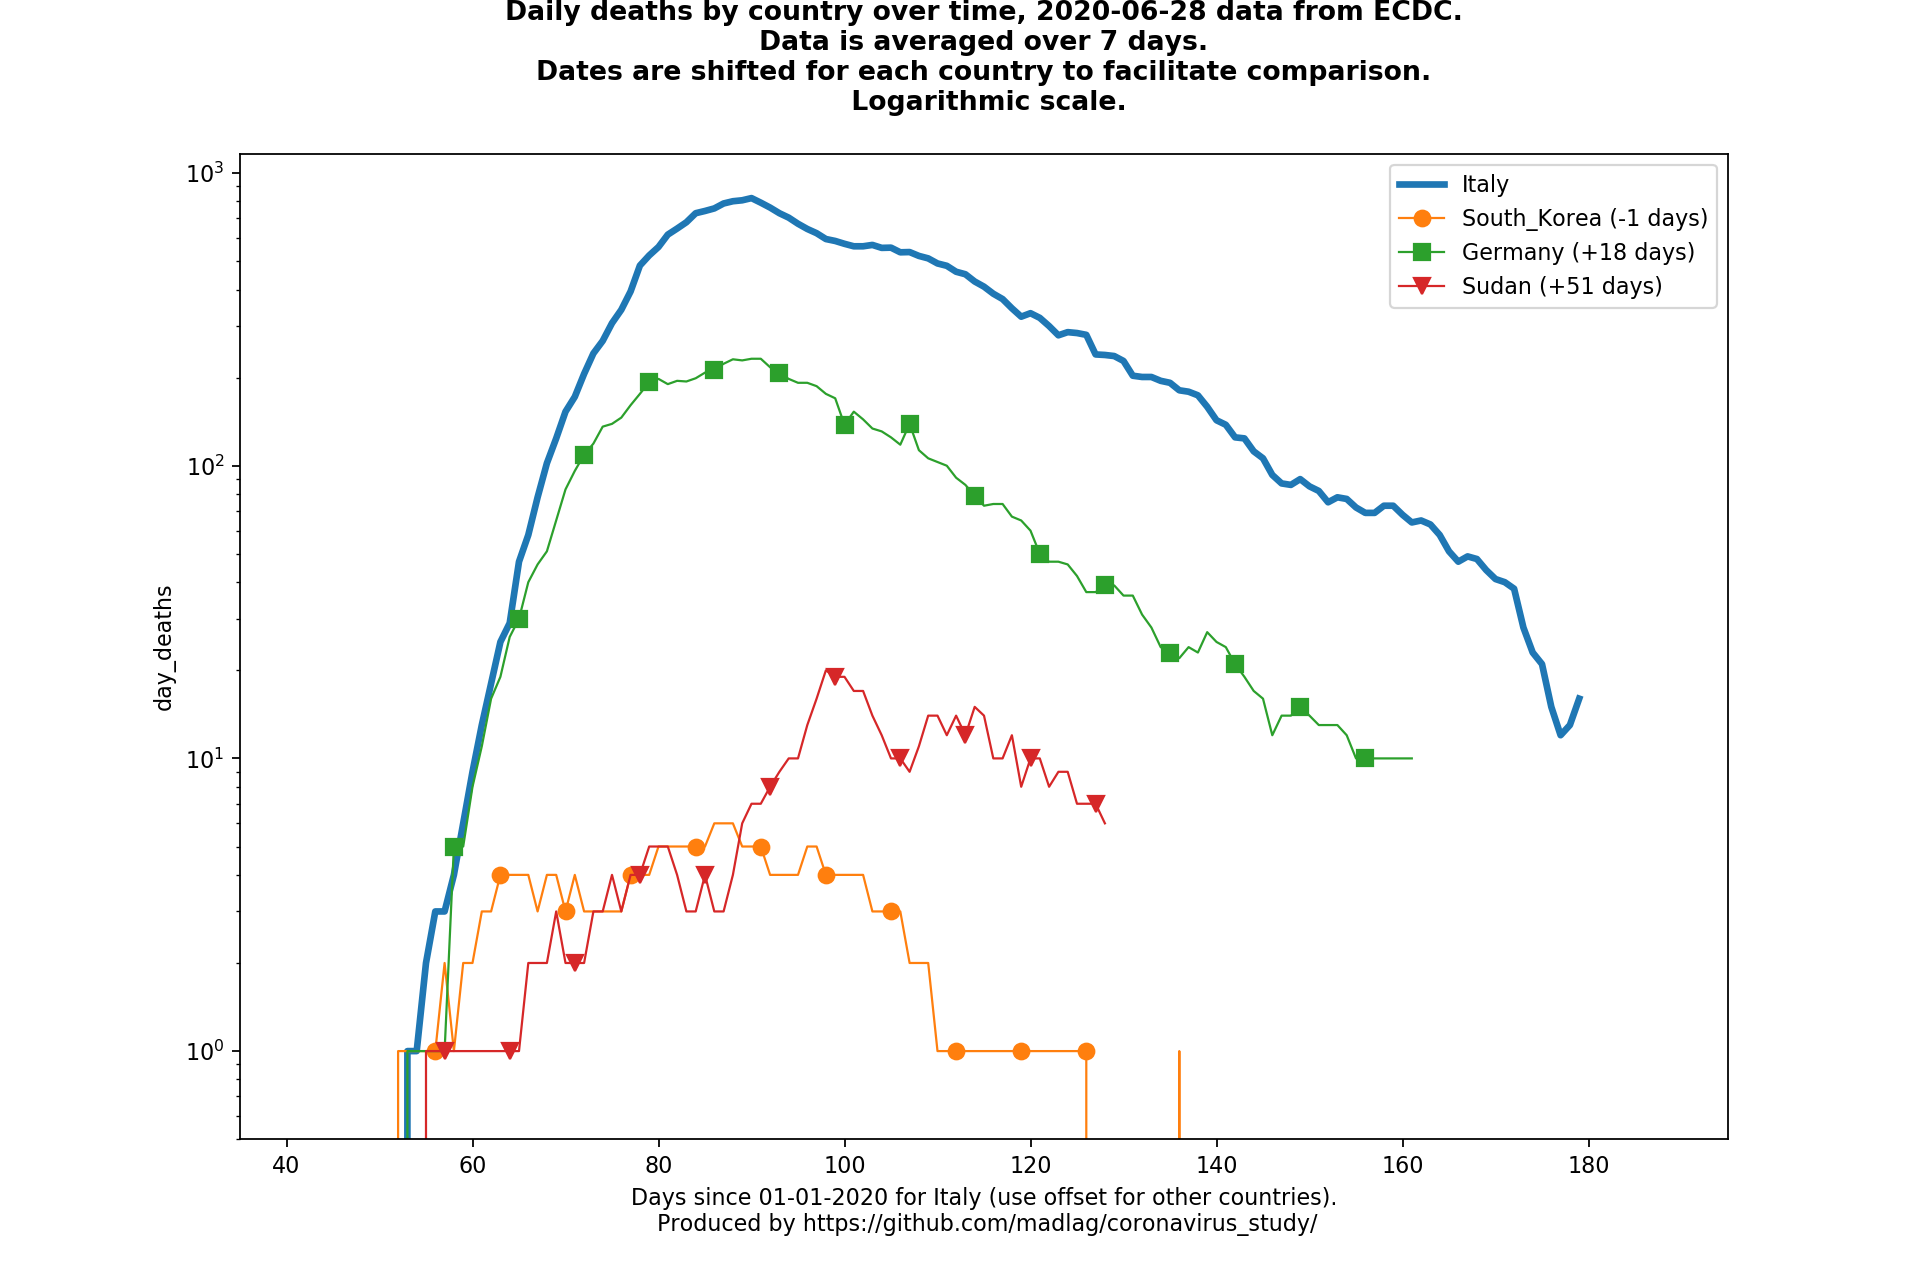 Daily deaths by country over time, 2020-06-28 data from ECDC.
Data is averaged over 7 days.
Dates are shifted for each country to facilitate comparison.
Logarithmic scale.
10³
Italy
South_Korea (-1 days)
Germany (+18 days)
Sudan (+51 days)
10²
day_deaths
10¹
10⁰
40 60 80 100 120 140 160 180
Days since 01-01-2020 for Italy (use offset for other countries).
Produced by https://github.com/madlag/coronavirus_study/